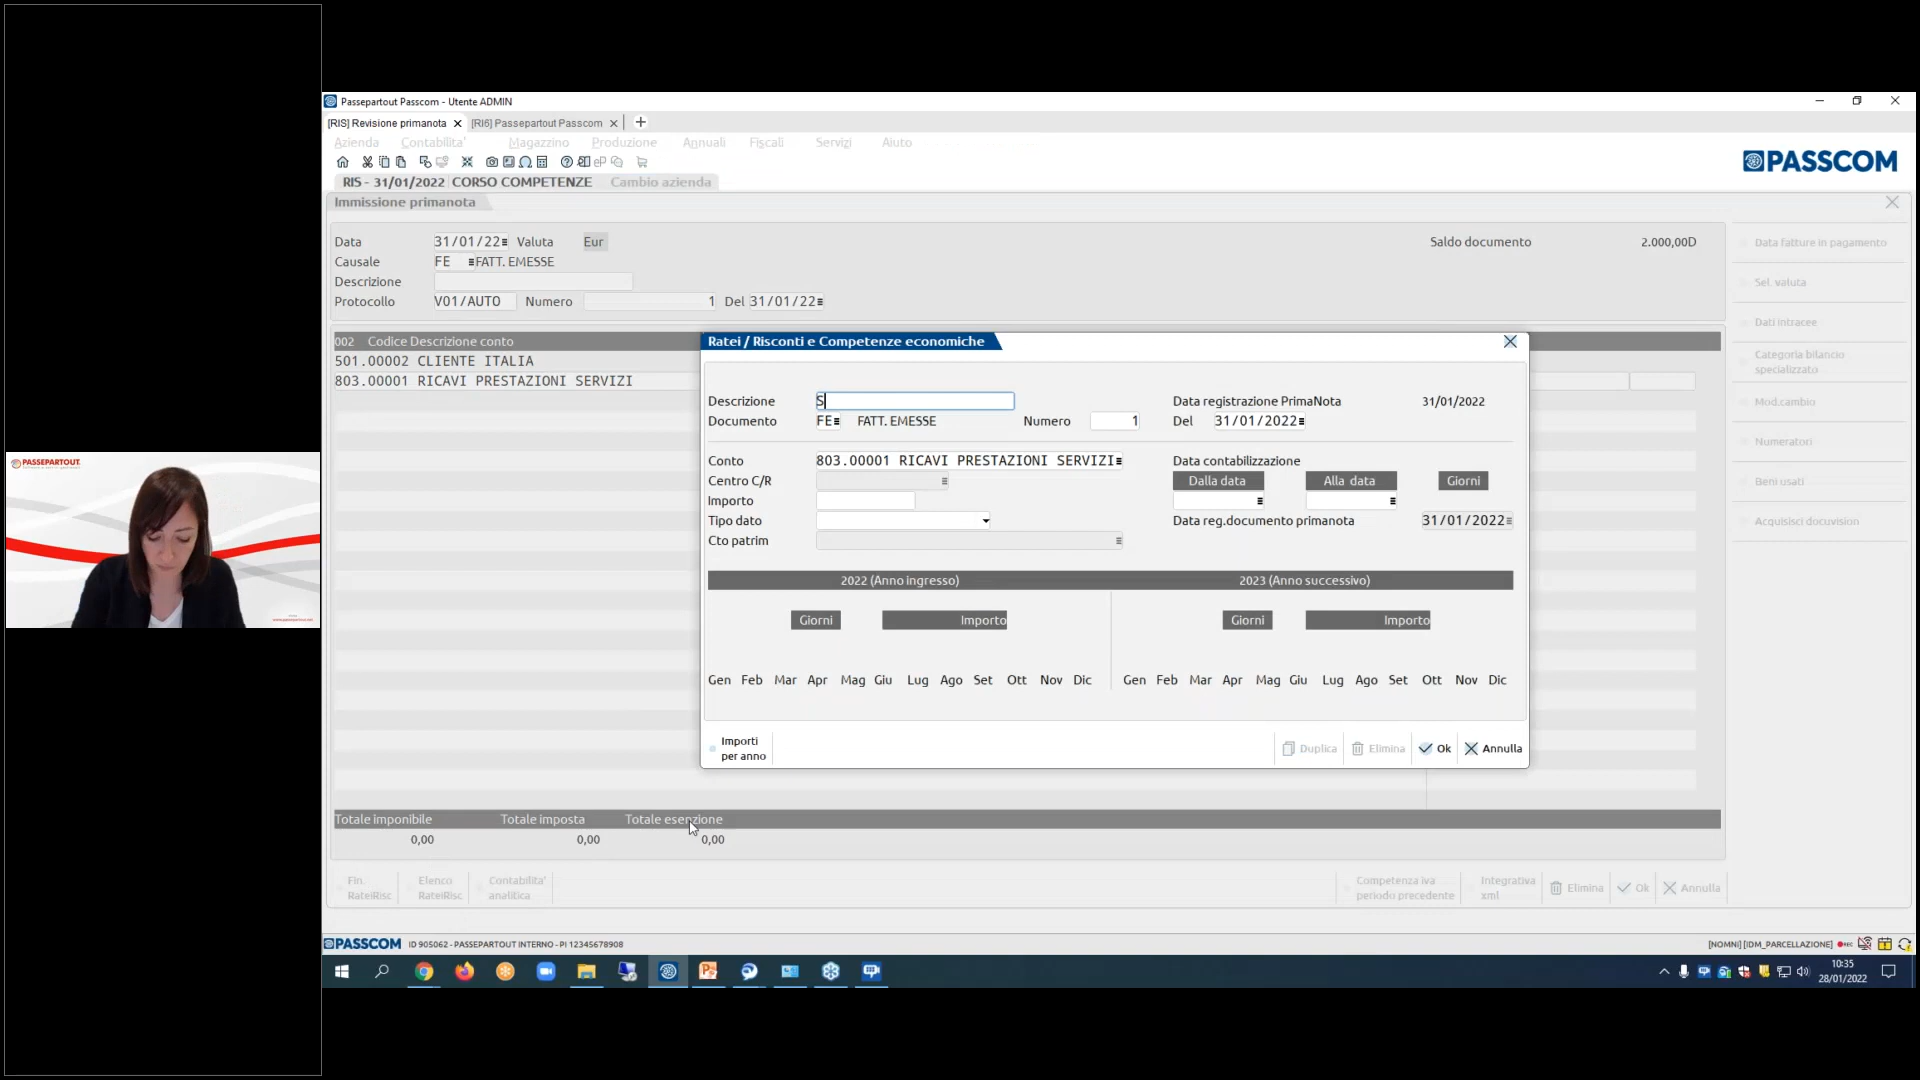 Passepartout Passcom - Utente ADMIN
[RIS] Revisione primanota [RI6] Passepartout Passcom
Azienda Contabilita' Magazzino Produzione Annuali Fiscali Servizi Aiuto
PASSCOM
RIS - 31/01/2022 CORSO COMPETENZE Cambio azienda
Immissione primanota
Data 31/01/22 Valuta Eur Saldo documento 2.000,00D
Causale FE FATT. EMESSE
Descrizione
Protocollo V01/AUTO Numero 1 Del 31/01/22
Data fatture in pagamento
Sel. valuta
Dati intracee
Categoria bilancio
specializzato
Mod.cambio
Numeratori
Beni usati
Acquisisci docuvision
002 Codice Descrizione conto
501.00002 CLIENTE ITALIA
803.00001 RICAVI PRESTAZIONI SERVIZI
Ratei / Risconti e Competenze economiche
Descrizione S Data registrazione PrimaNota 31/01/2022
Documento FE FATT. EMESSE Numero 1 Del 31/01/2022
Conto 803.00001 RICAVI PRESTAZIONI SERVIZI Data contabilizzazione
Centro C/R Dalla data Alla data Giorni
Importo
Tipo dato Data reg.documento primanota 31/01/2022
Cto patrim
2022 (Anno ingresso) 2023 (Anno successivo)
Giorni Importo Giorni Importo
Gen Feb Mar Apr Mag Giu Lug Ago Set Ott Nov Dic Gen Feb Mar Apr Mag Giu Lug Ago Set Ott Nov Dic
Importi
per anno
Duplica Elimina Ok Annulla
Totale imponibile Totale imposta Totale esenzione
0,00 0,00 0,00
Fin.
RateiRisc
Elenco
RateiRisc
Contabilita'
analitica
Competenza iva
periodo precedente
Integrativa
xml
Elimina Ok Annulla
PASSCOM ID 905062 - PASSEPARTOUT INTERNO - PI 12345678908 [NOMNI] [IDM_PARCELLAZIONE] REC
10:35
28/01/2022
PASSEPARTOUT